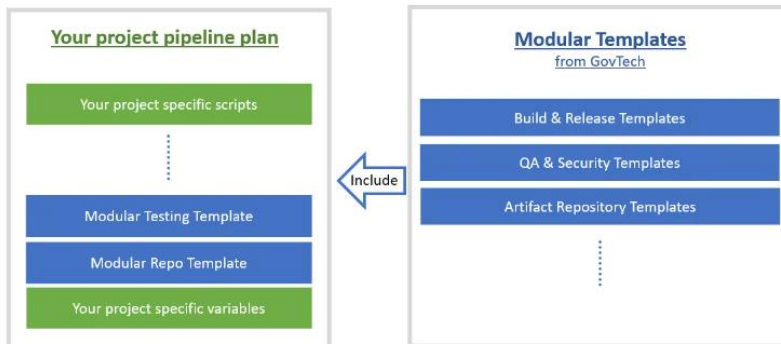 Your project pipeline plan
Your project specific scripts
Modular Testing Template
Modular Repo Template
Your project specific variables
Include
Modular Templates
from GovTech
Build & Release Templates
QA & Security Templates
Artifact Repository Templates